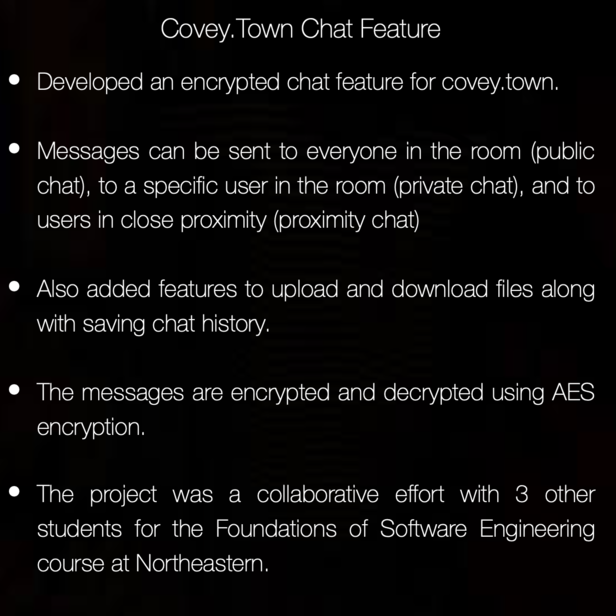 Covey.Town Chat Feature
• Developed an encrypted chat feature for covey.town.
• Messages can be sent to everyone in the room (public
chat), to a specific user in the room (private chat), and to
users in close proximity (proximity chat)
• Also added features to upload and download files along
with saving chat history.
• The messages are encrypted and decrypted using AES
encryption.
• The project was a collaborative effort with 3 other
students for the Foundations of Software Engineering
course at Northeastern.